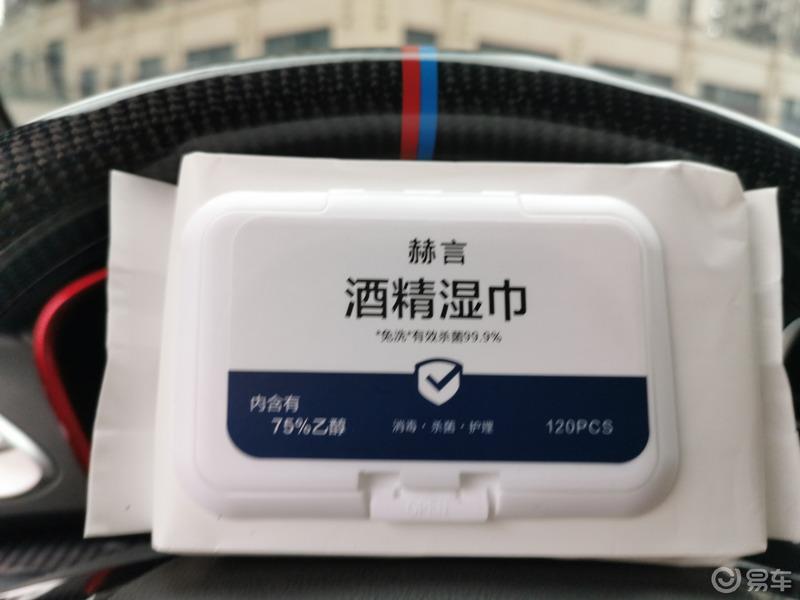 赫言
酒精湿巾
"免洗"有效杀菌99.9%
内含有
75%乙醇
消毒·杀菌·护理
120PCS
OPEN
易车